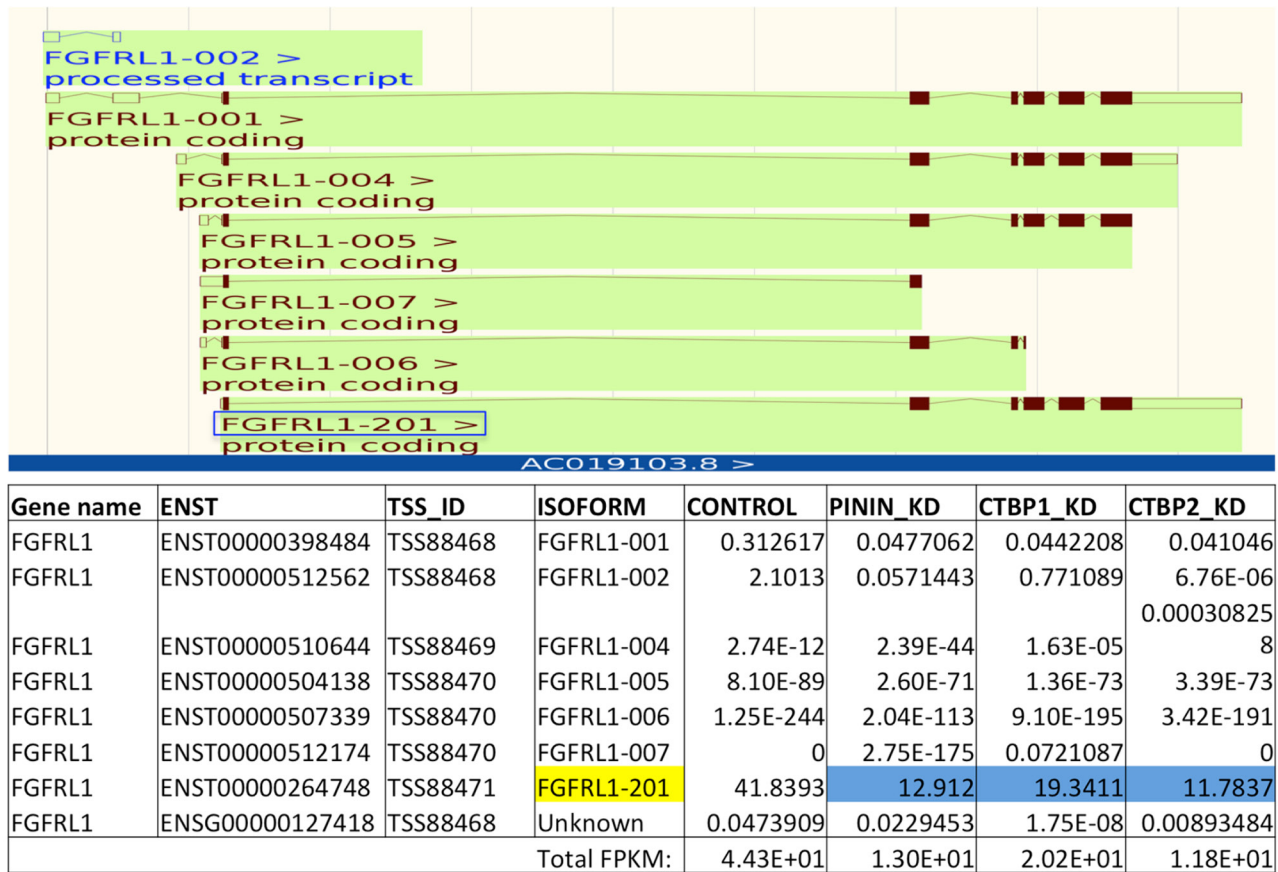 FGFRL1-002 >
processed transcript
FGFRL1-001 >
protein coding
FGFRL1-004 >
protein coding
FGFRL1-005 >
protein coding
FGFRL1-007 >
protein coding
FGFRL1-006 >
protein coding
FGFRL1-201 >
protein coding
AC019103.8 >
Gene name ENST TSS_ID ISOFORM CONTROL PININ_KD CTBP1_KD CTBP2_KD
FGFRL1 ENST00000398484 TSS88468 FGFRL1-001 0.312617 0.0477062 0.0442208 0.041046
FGFRL1 ENST00000512562 TSS88468 FGFRL1-002 2.1013 0.0571443 0.771089 6.76E-06
0.00030825
FGFRL1 ENST00000510644 TSS88469 FGFRL1-004 2.74E-12 2.39E-44 1.63E-05 8
FGFRL1 ENST00000504138 TSS88470 FGFRL1-005 8.10E-89 2.60E-71 1.36E-73 3.39E-73
FGFRL1 ENST00000507339 TSS88470 FGFRL1-006 1.25E-244 2.04E-113 9.10E-195 3.42E-191
FGFRL1 ENST00000512174 TSS88470 FGFRL1-007 0 2.75E-175 0.0721087 0
FGFRL1 ENST00000264748 TSS88471 FGFRL1-201 41.8393 12.912 19.3411 11.7837
FGFRL1 ENSG00000127418 TSS88468 Unknown 0.0473909 0.0229453 1.75E-08 0.00893484
Total FPKM: 4.43E+01 1.30E+01 2.02E+01 1.18E+01